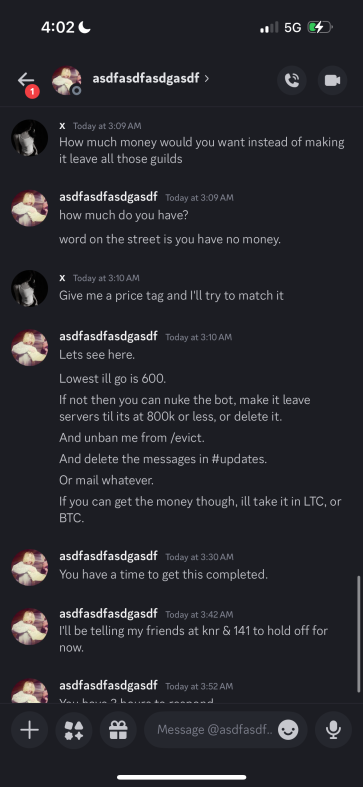 4:02
5G
1
asdfasdfasdgasdf
x Today at 3:09 AM
How much money would you want instead of making
it leave all those guilds
asdfasdfasdgasdf Today at 3:09 AM
how much do you have?
word on the street is you have no money.
x Today at 3:10 AM
Give me a price tag and I'll try to match it
asdfasdfasdgasdf Today at 3:10 AM
Lets see here.
Lowest ill go is 600.
If not then you can nuke the bot, make it leave
servers til its at 800k or less, or delete it.
And unban me from /evict.
And delete the messages in #updates.
Or mail whatever.
If you can get the money though, ill take it in LTC, or
BTC.
asdfasdfasdgasdf Today at 3:30 AM
You have a time to get this completed.
asdfasdfasdgasdf Today at 3:42 AM
I'll be telling my friends at knr & 141 to hold off for
now.
asdfasdfasdgasdf Today at 3:52 AM
You have 2 hours to respond
Message @asdfasdf..